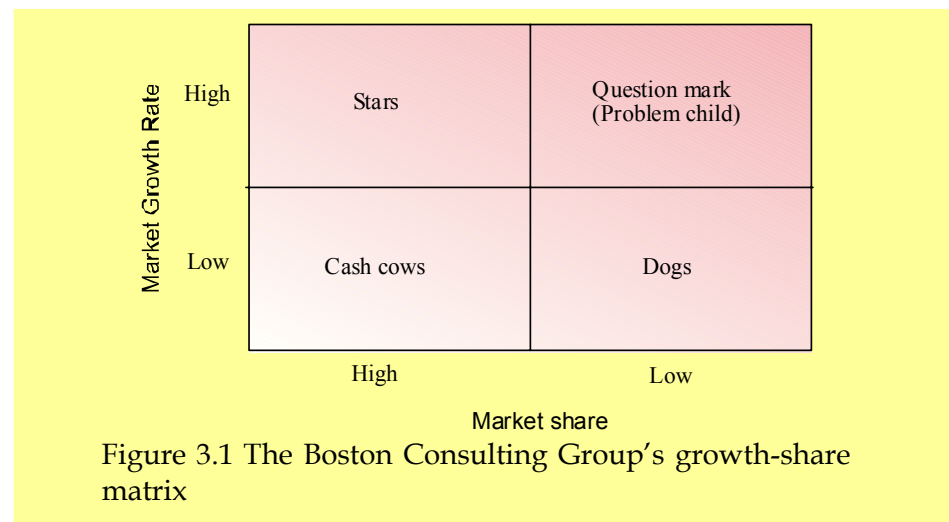 Market Growth Rate
High
Stars
Question mark
(Problem child)
Low
Cash cows
Dogs
High
Low
Market share
Figure 3.1 The Boston Consulting Group’s growth-share
matrix